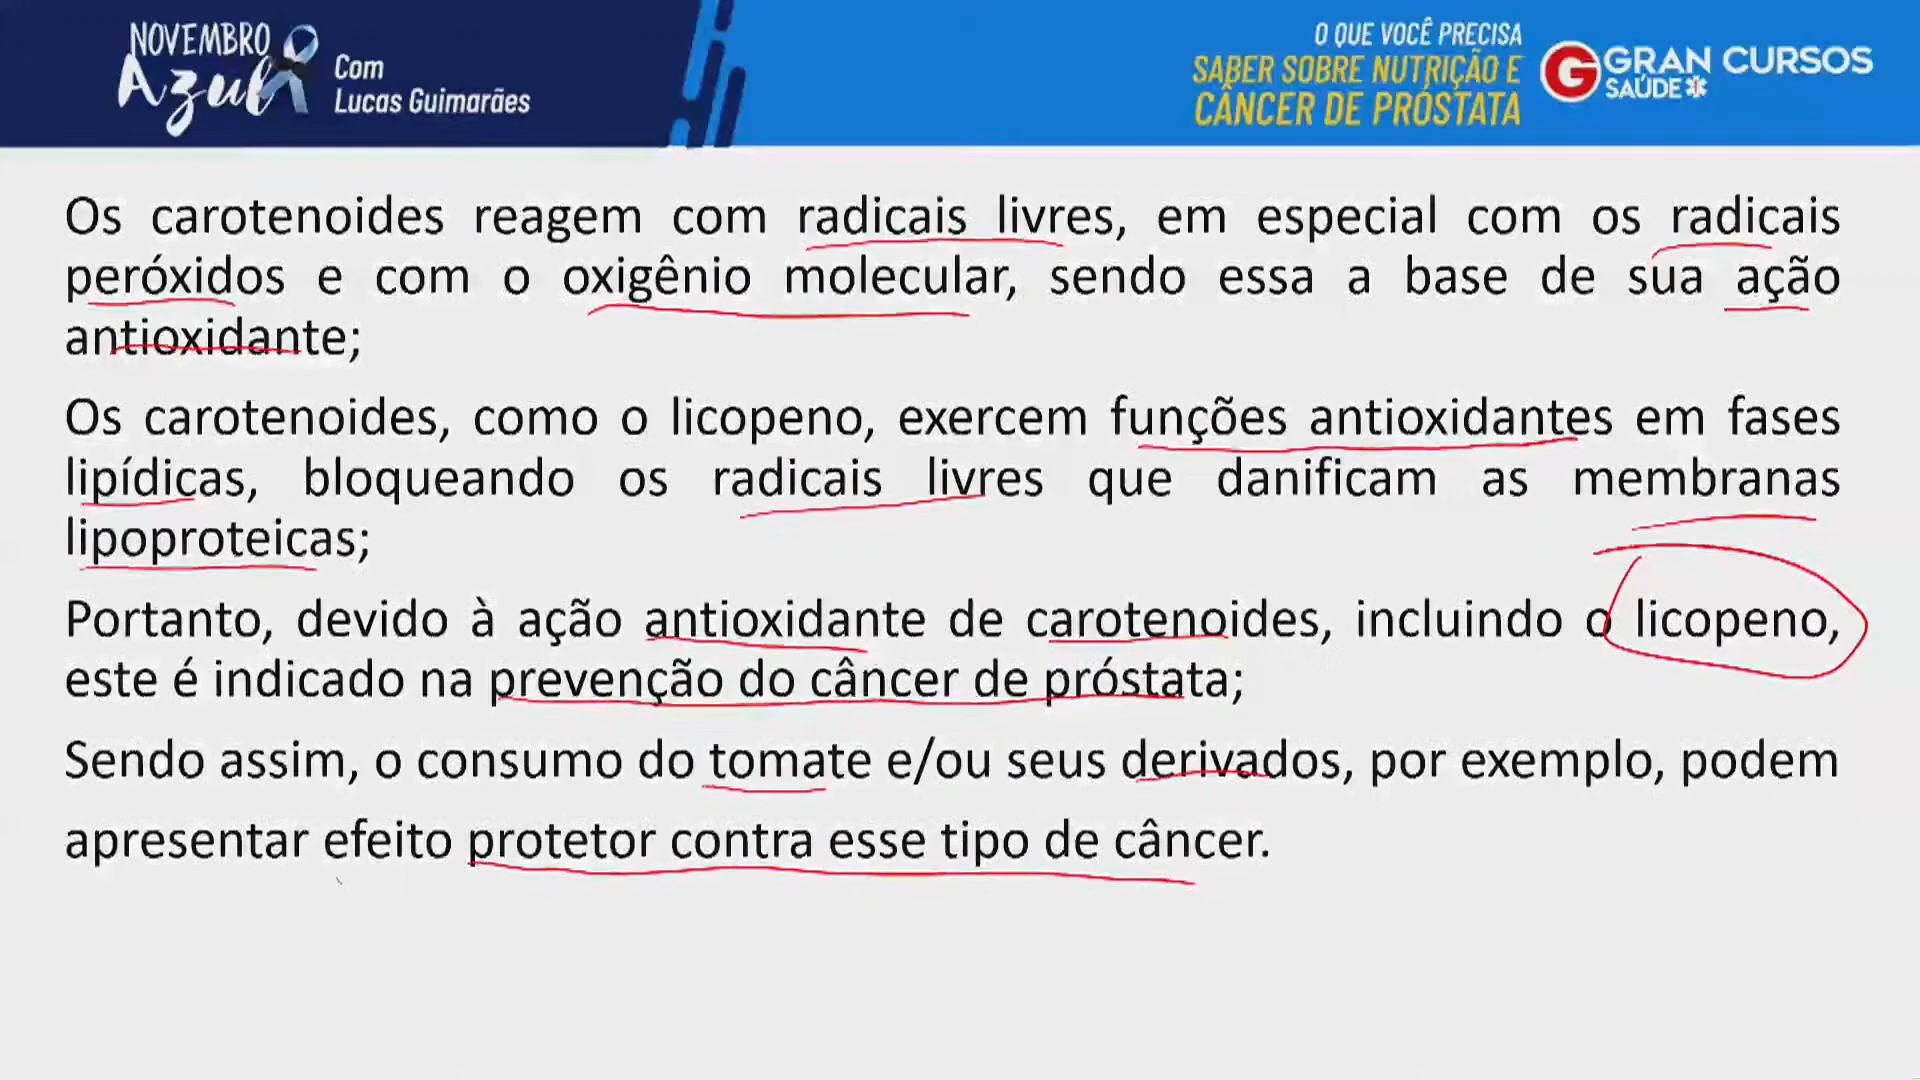 NOVEMBRO
Azul
Com
Lucas Guimarães
O QUE VOCÊ PRECISA
SABER SOBRE NUTRIÇÃO E
CÂNCER DE PRÓSTATA
G GRAN CURSOS
SAÚDE
Os carotenoides reagem com radicais livres, em especial com os radicais
peróxidos e com o oxigênio molecular, sendo essa a base de sua ação
antioxidante;
Os carotenoides, como o licopeno, exercem funções antioxidantes em fases
lipídicas, bloqueando os radicais livres que danificam as membranas
lipoproteicas;
Portanto, devido à ação antioxidante de carotenoides, incluindo o licopeno,
este é indicado na prevenção do câncer de próstata;
Sendo assim, o consumo do tomate e/ou seus derivados, por exemplo, podem
apresentar efeito protetor contra esse tipo de câncer.